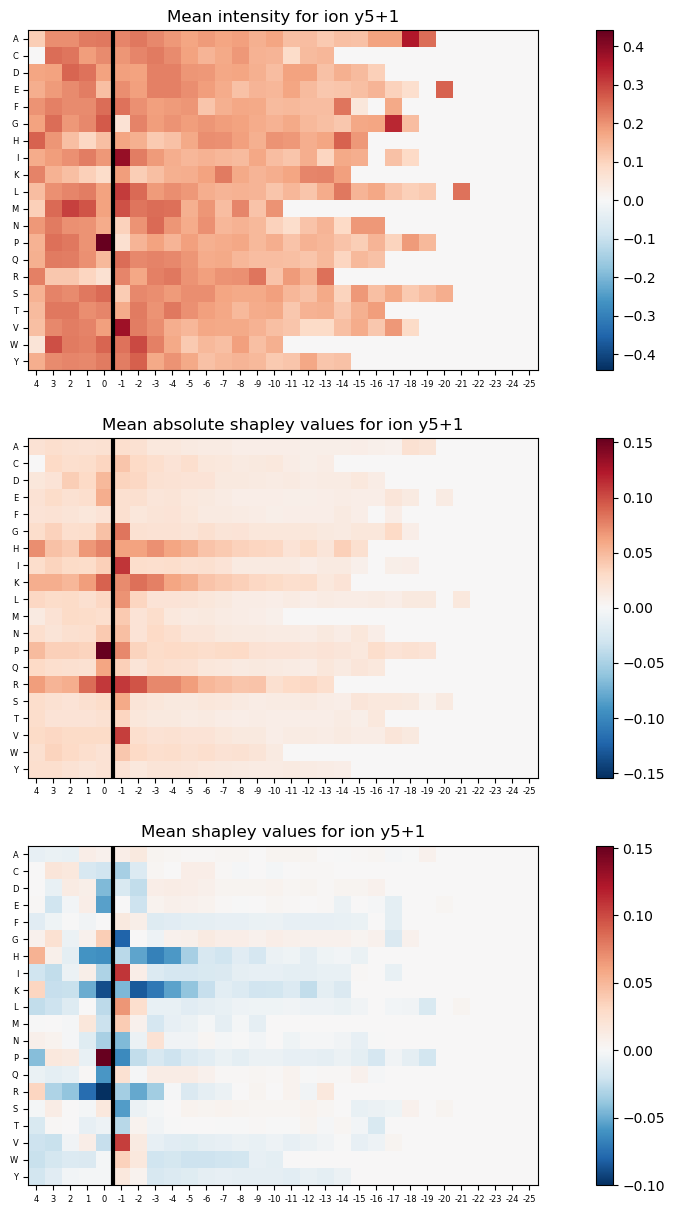 Mean intensity for ion y5+1
A
C
D
E
F
G
H
I
K
L
M
N
P
Q
R
S
T
V
W
Y
4 3 2 1 0 -1 -2 -3 -4 -5 -6 -7 -8 -9 -10 -11 -12 -13 -14 -15 -16 -17 -18 -19 -20 -21 -22 -23 -24 -25
0.4
0.3
0.2
0.1
0.0
−0.1
−0.2
−0.3
−0.4
Mean absolute shapley values for ion y5+1
A
C
D
E
F
G
H
I
K
L
M
N
P
Q
R
S
T
V
W
Y
4 3 2 1 0 -1 -2 -3 -4 -5 -6 -7 -8 -9 -10 -11 -12 -13 -14 -15 -16 -17 -18 -19 -20 -21 -22 -23 -24 -25
0.15
0.10
0.05
0.00
−0.05
−0.10
−0.15
Mean shapley values for ion y5+1
A
C
D
E
F
G
H
I
K
L
M
N
P
Q
R
S
T
V
W
Y
4 3 2 1 0 -1 -2 -3 -4 -5 -6 -7 -8 -9 -10 -11 -12 -13 -14 -15 -16 -17 -18 -19 -20 -21 -22 -23 -24 -25
0.15
0.10
0.05
0.00
−0.05
−0.10